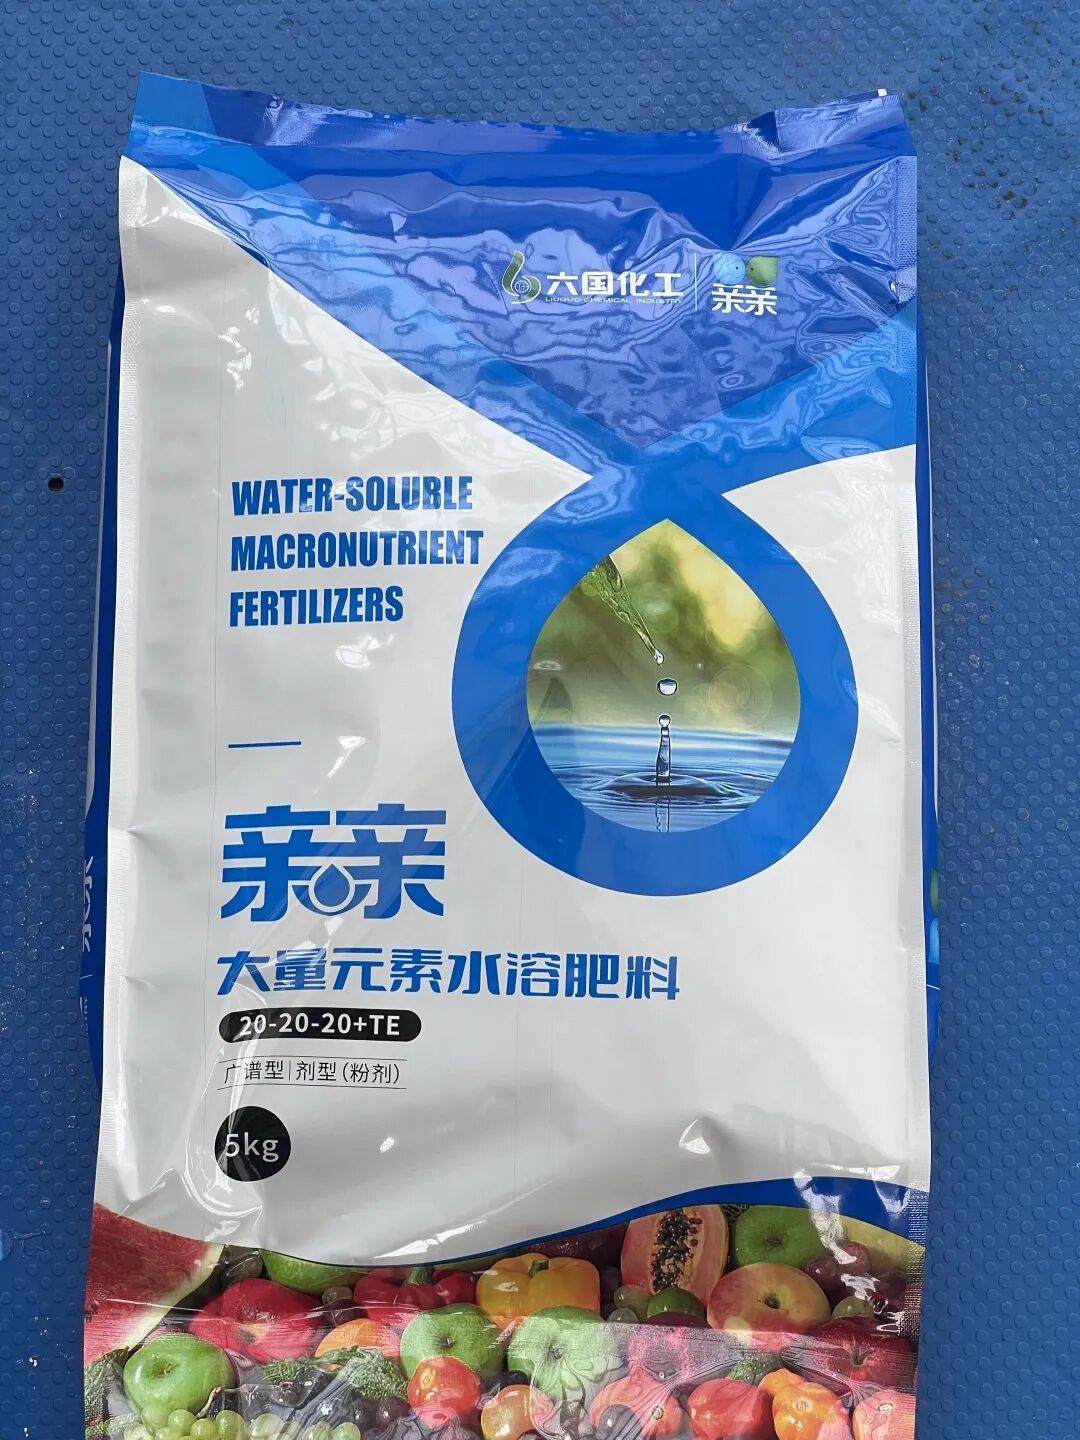 六国化工
LIUGUO CHEMICAL INDUSTRY
亲亲
WATER-SOLUBLE
MACRONUTRIENT
FERTILIZERS
亲亲
大量元素水溶肥料
20-20-20+TE
广谱型|剂型(粉剂)
5kg